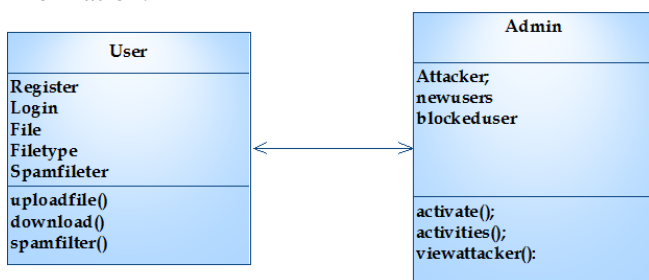 User
Register
Login
File
Filetype
Spamfileter
uploadfile()
download()
spamfilter()
Admin
Attacker;
newusers
blockeduser
activate();
activities();
viewattacker():